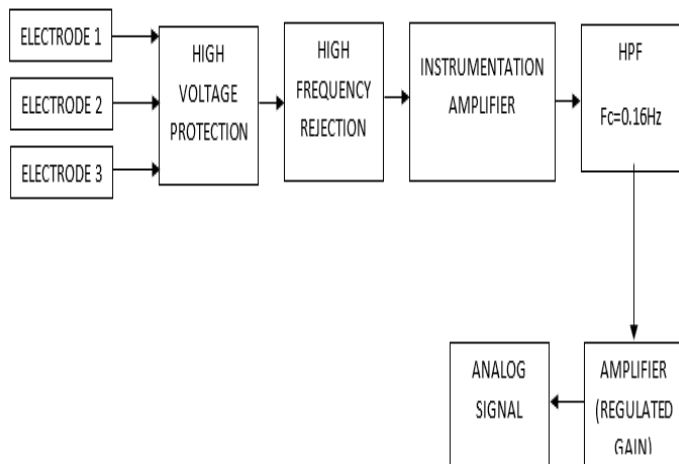 ELECTRODE 1
ELECTRODE 2
ELECTRODE 3
HIGH
VOLTAGE
PROTECTION
HIGH
FREQUENCY
REJECTION
INSTRUMENTATION
AMPLIFIER
HPF
Fc=0.16Hz
AMPLIFIER
(REGULATED
GAIN)
ANALOG
SIGNAL